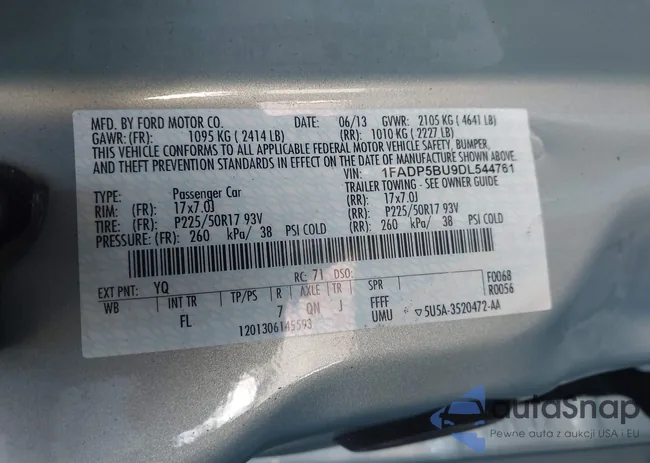 MFD. BY FORD MOTOR CO. DATE: 06/13 GVWR: 2105 KG ( 4641 LB)
GAWR: (FR): 1095 KG ( 2414 LB) (RR): 1010 KG ( 2227 LB)
THIS VEHICLE CONFORMS TO ALL APPLICABLE FEDERAL MOTOR VEHICLE SAFETY, BUMPER,
AND THEFT PREVENTION STANDARDS IN EFFECT ON THE DATE OF MANUFACTURE SHOWN ABOVE.
VIN: 1FADP5BU9DL544761
TYPE: Passenger Car TRAILER TOWING - SEE OWNER GUIDE
RIM: (FR): 17x7.0J (RR): 17x7.0J
TIRE: (FR): P225/50R17 93V (RR): P225/50R17 93V
PRESSURE: (FR): 260 kPa/ 38 PSI COLD (RR): 260 kPa/ 38 PSI COLD
EXT PNT: YQ RC: 71 DSO:
WB INT TR TP/PS R AXLE TR SPR F0068
FL 7 QN J FFFF R0056
1201306145593 UMU ▽5U5A-3520472-AA
autoSnap
Pewne auta z aukcji USA i EU